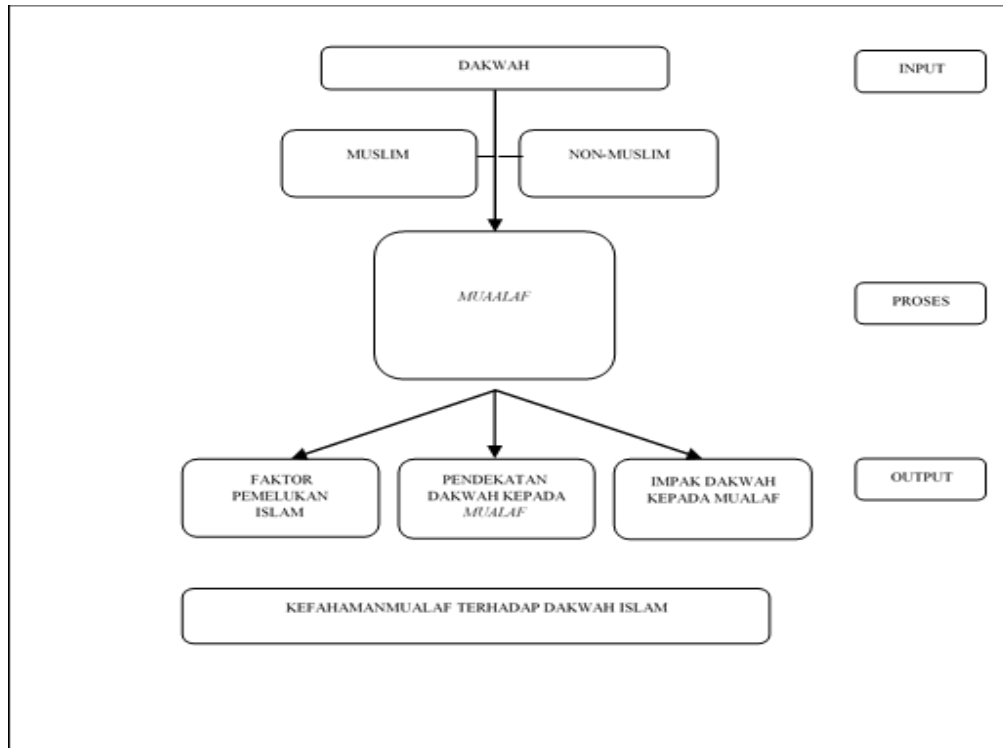 DAKWAH
INPUT
MUSLIM
NON-MUSLIM
MUAALAF
PROSES
FAKTOR
PEMELUKAN
ISLAM
PENDEKATAN
DAKWAH KEPADA
MUALAF
IMPAK DAKWAH
KEPADA MUALAF
OUTPUT
KEFAHAMANMUALAF TERHADAP DAKWAH ISLAM